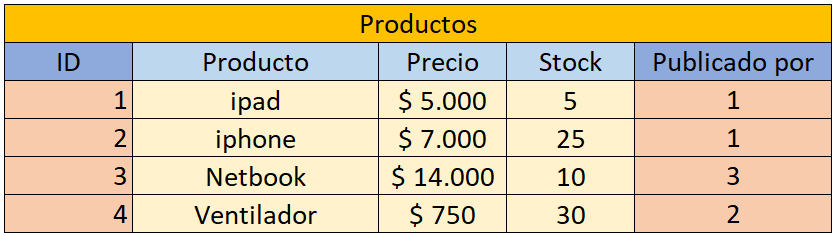 Productos
ID Producto Precio Stock Publicado por
1 ipad $ 5.000 5 1
2 iphone $ 7.000 25 1
3 Netbook $ 14.000 10 3
4 Ventilador $ 750 30 2